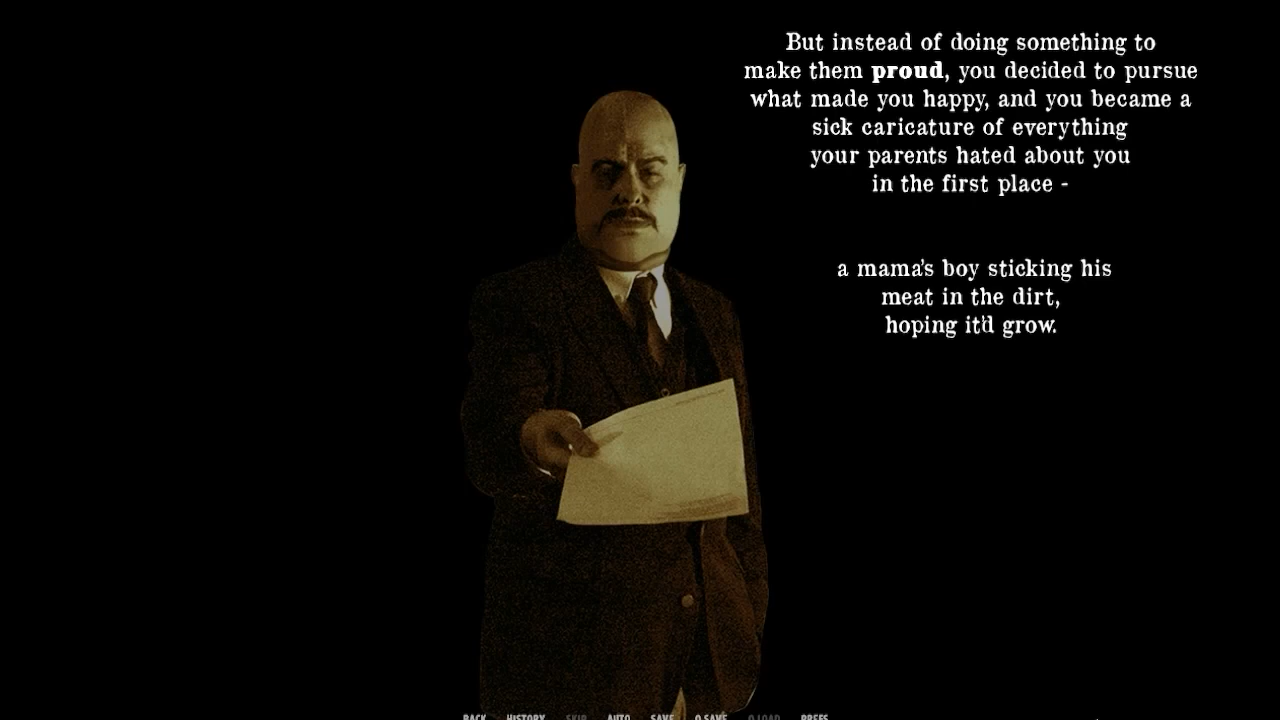 But instead of doing something to
make them proud, you decided to pursue
what made you happy, and you became a
sick caricature of everything
your parents hated about you
in the first place -
a mama's boy sticking his
meat in the dirt,
hoping it'd grow.
BACK HISTORY SKIP AUTO SAVE Q.SAVE Q.LOAD PREFS